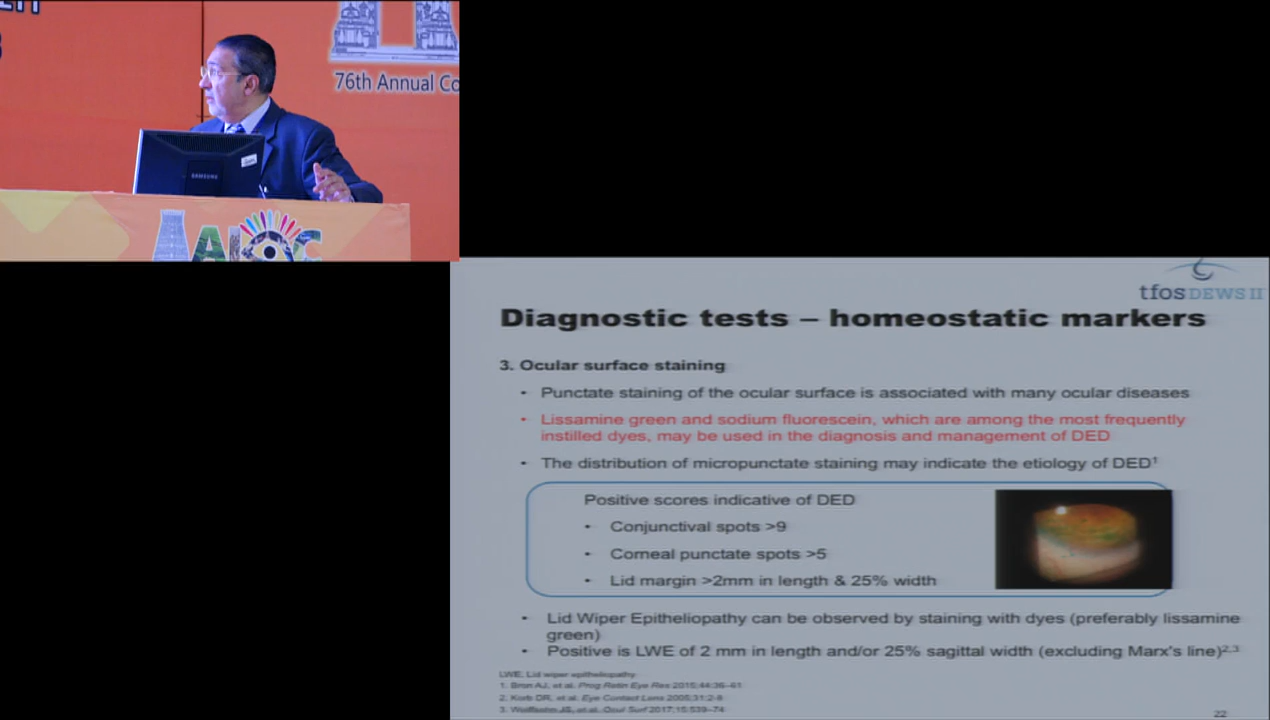 76th Annual Co
SAMSUNG
AIOC
tfos DEWS II
Diagnostic tests – homeostatic markers
3. Ocular surface staining
• Punctate staining of the ocular surface is associated with many ocular diseases
• Lissamine green and sodium fluorescein, which are among the most frequently
instilled dyes, may be used in the diagnosis and management of DED
• The distribution of micropunctate staining may indicate the etiology of DED¹
Positive scores indicative of DED
• Conjunctival spots >9
• Corneal punctate spots >5
• Lid margin >2mm in length & 25% width
• Lid Wiper Epitheliopathy can be observed by staining with dyes (preferably lissamine
green)
• Positive is LWE of 2 mm in length and/or 25% sagittal width (excluding Marx's line)²,³
LWE, Lid wiper epitheliopathy
1. Bron AJ, et al. Prog Retin Eye Res 2015;44:36–61
2. Korb DR, et al. Eye Contact Lens 2005;31:2-8
3. Wolffsohn JS, et al. Ocul Surf 2017;15:539–74
22